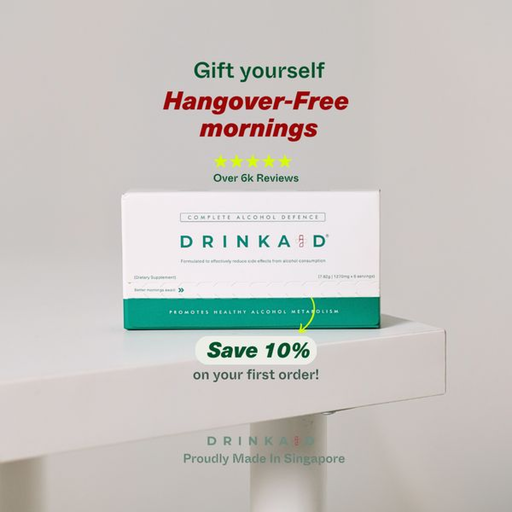 Gift yourself
Hangover-Free
mornings
Over 6k Reviews
COMPLETE ALCOHOL DEFENCE
DRINKAID®
Formulated to effectively reduce side effects from alcohol consumption
(Dietary Supplement)
Better mornings await »
PROMOTES HEALTHY ALCOHOL METABOLISM
Save 10%
on your first order!
DRINKAID
Proudly Made In Singapore